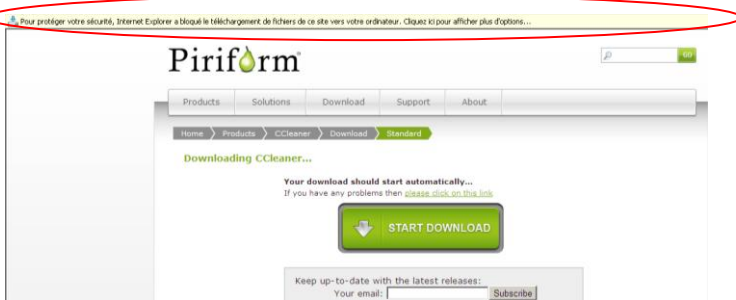 Pour protéger votre sécurité, Internet Explorer a bloqué le téléchargement de fichiers de ce site vers votre ordinateur. Cliquez ici pour afficher plus d'options...
Piriform
GO
Products Solutions Download Support About
Home Products CCleaner Download Standard
Downloading CCleaner...
Your download should start automatically...
If you have any problems then please click on this link
START DOWNLOAD
Keep up-to-date with the latest releases:
Your email: Subscribe